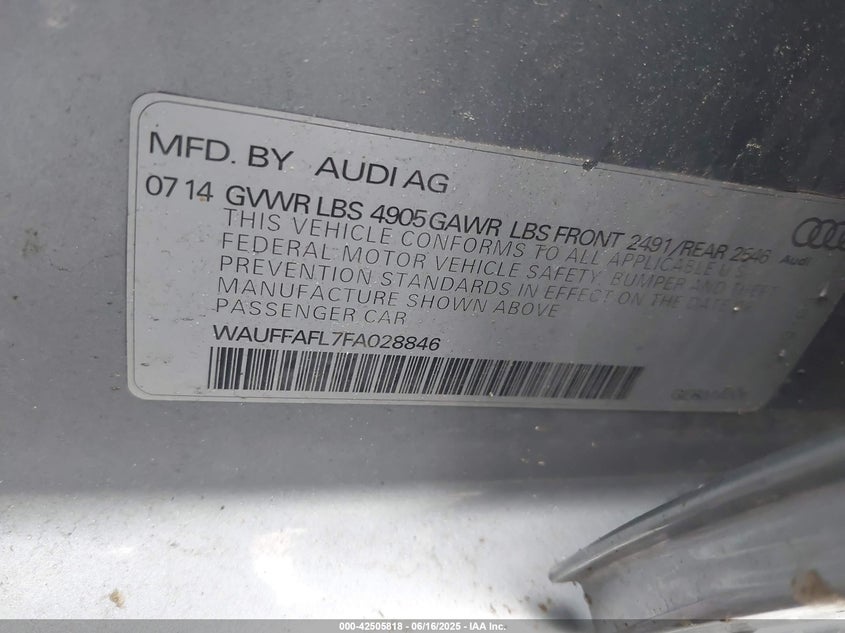 MFD. BY AUDI AG
07 14 GVWR LBS 4905 GAWR LBS FRONT 2491/REAR 2546
Audi
THIS VEHICLE CONFORMS TO ALL APPLICABLE U.S.
FEDERAL MOTOR VEHICLE SAFETY, BUMPER AND THEFT
PREVENTION STANDARDS IN EFFECT ON THE DATE OF
MANUFACTURE SHOWN ABOVE
PASSENGER CAR
WAUFFAFL7FA028846
000-42505818 - 06/16/2025 - IAA Inc.